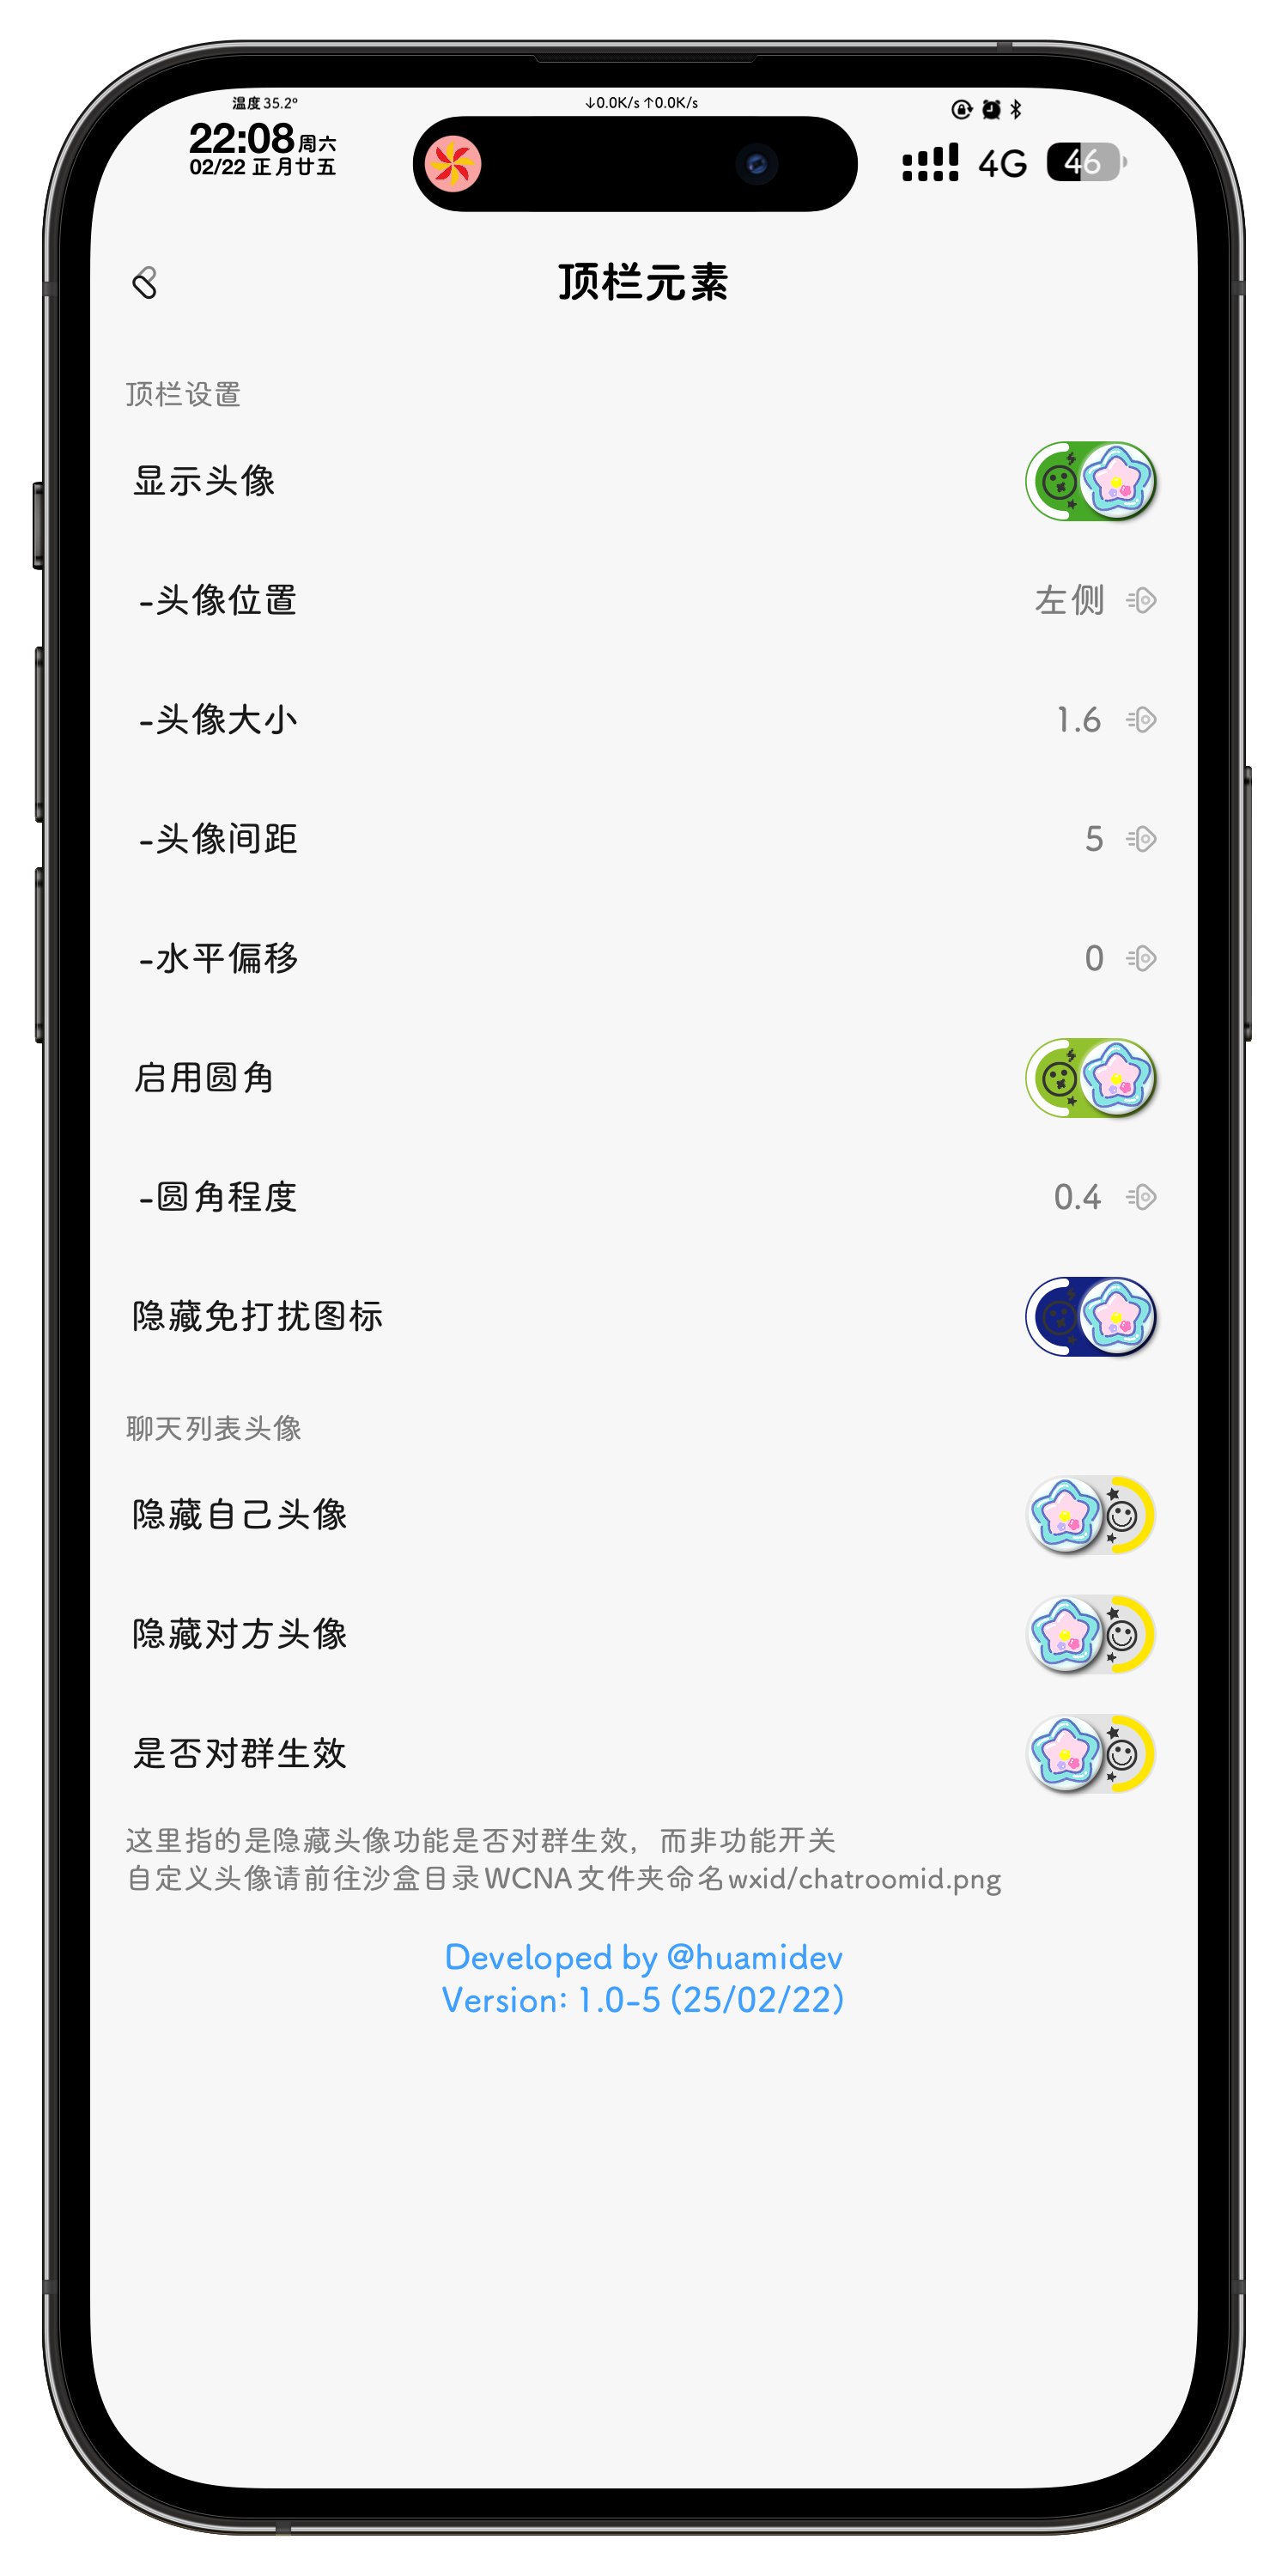 温度35.2°
↓0.0K/s ↑0.0K/s
22:08周六
02/22 正月廿五
4G
46
顶栏元素
顶栏设置
显示头像
-头像位置 左侧
-头像大小 1.6
-头像间距 5
-水平偏移 0
启用圆角
-圆角程度 0.4
隐藏免打扰图标
聊天列表头像
隐藏自己头像
隐藏对方头像
是否对群生效
这里指的是隐藏头像功能是否对群生效，而非功能开关
自定义头像请前往沙盒目录WCNA文件夹命名wxid/chatroomid.png
Developed by @huamidev
Version: 1.0-5 (25/02/22)